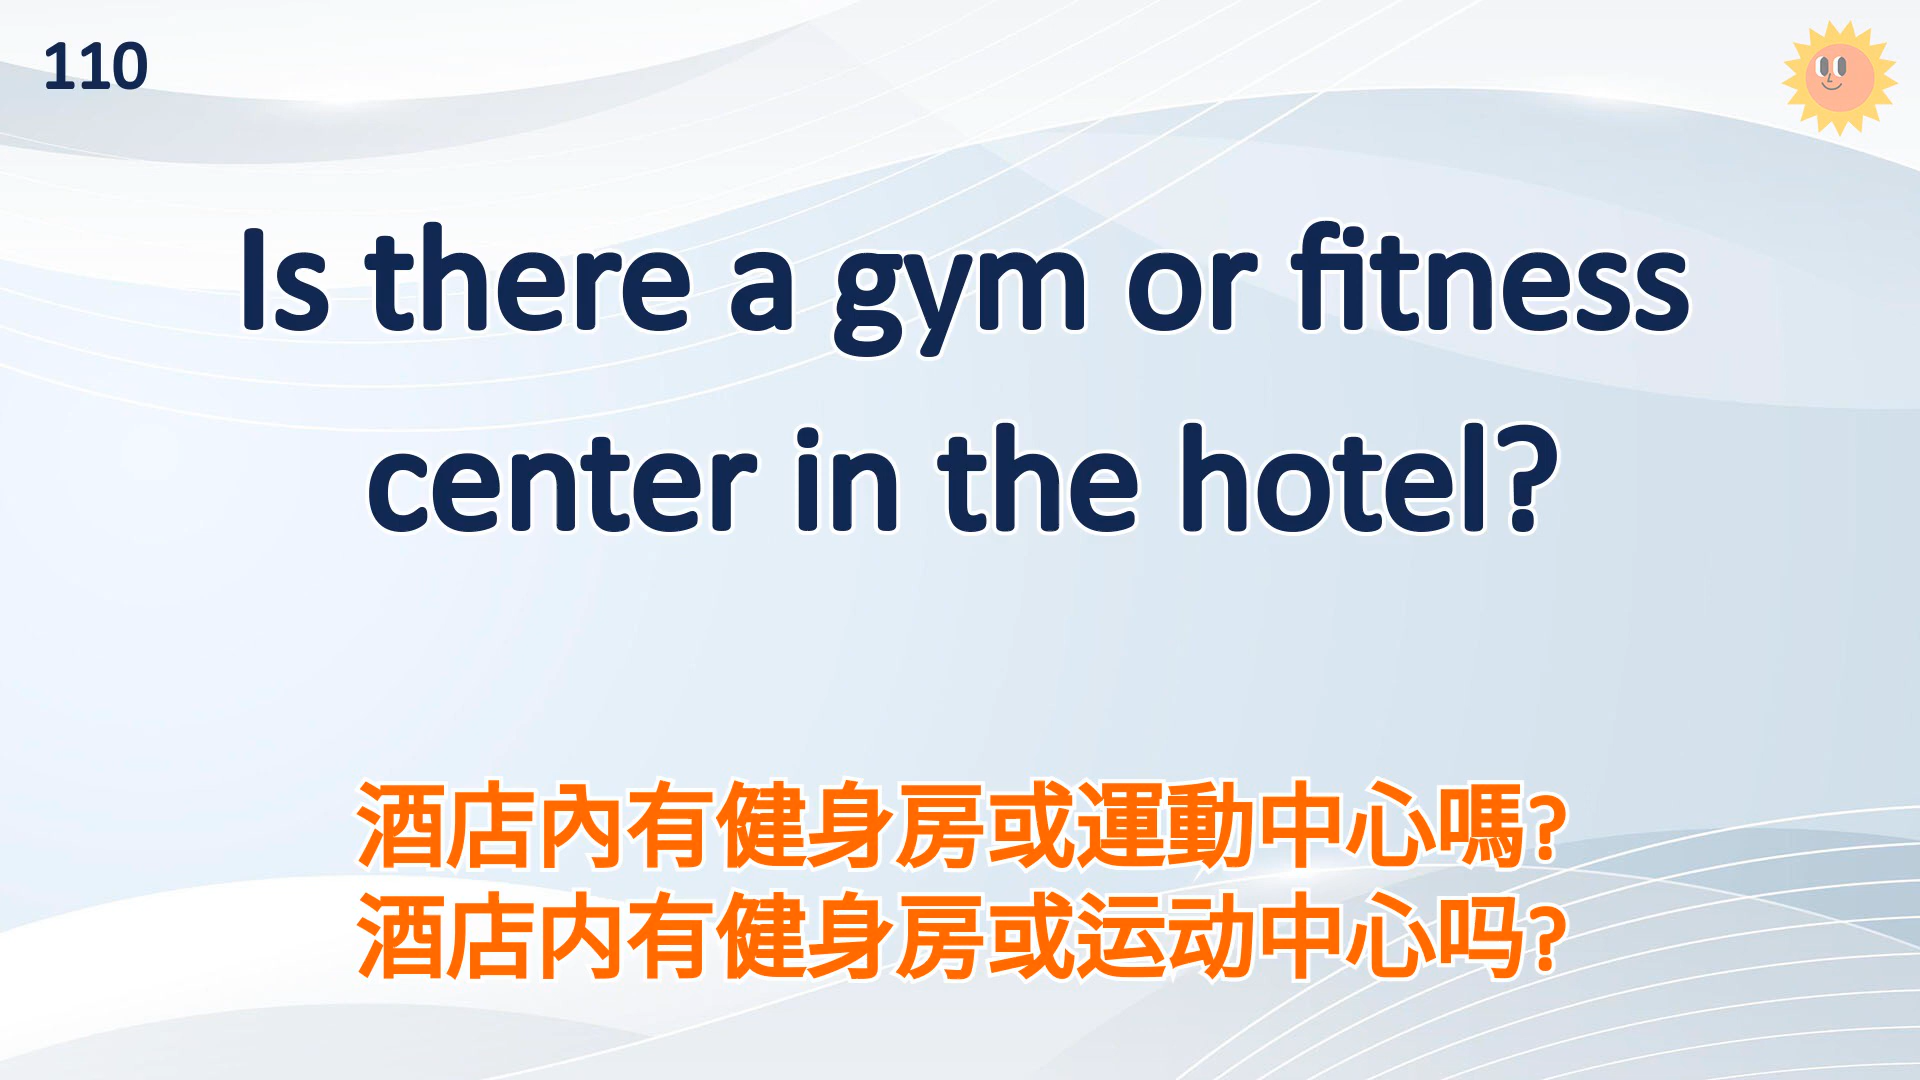 110
Is there a gym or fitness
center in the hotel?
酒店內有健身房或運動中心嗎?
酒店内有健身房或运动中心吗?